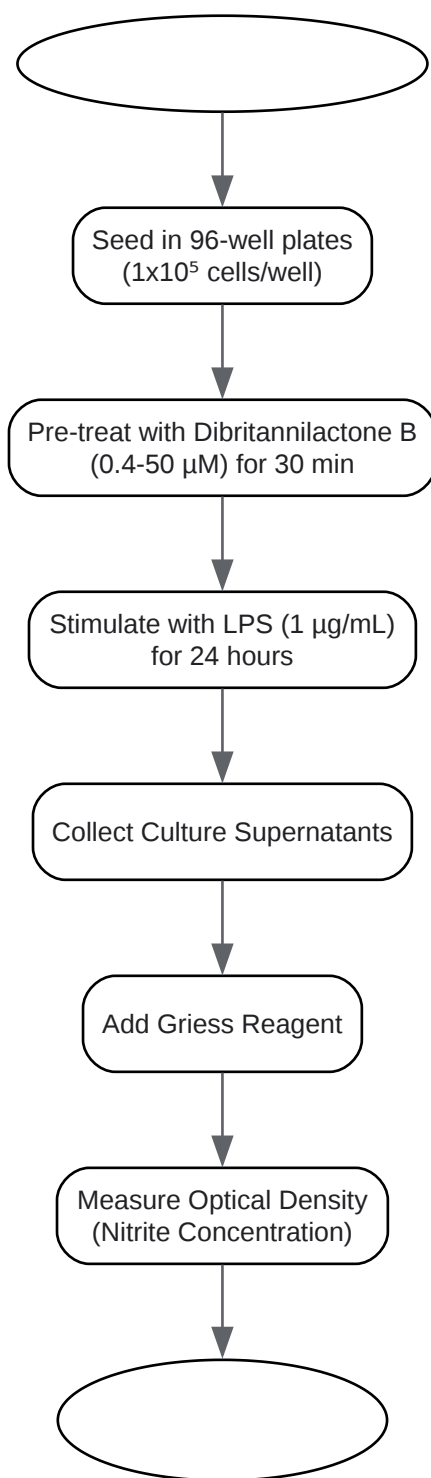 Seed in 96-well plates
(1x10⁵ cells/well)
Pre-treat with Dibritannilactone B
(0.4-50 µM) for 30 min
Stimulate with LPS (1 µg/mL)
for 24 hours
Collect Culture Supernatants
Add Griess Reagent
Measure Optical Density
(Nitrite Concentration)